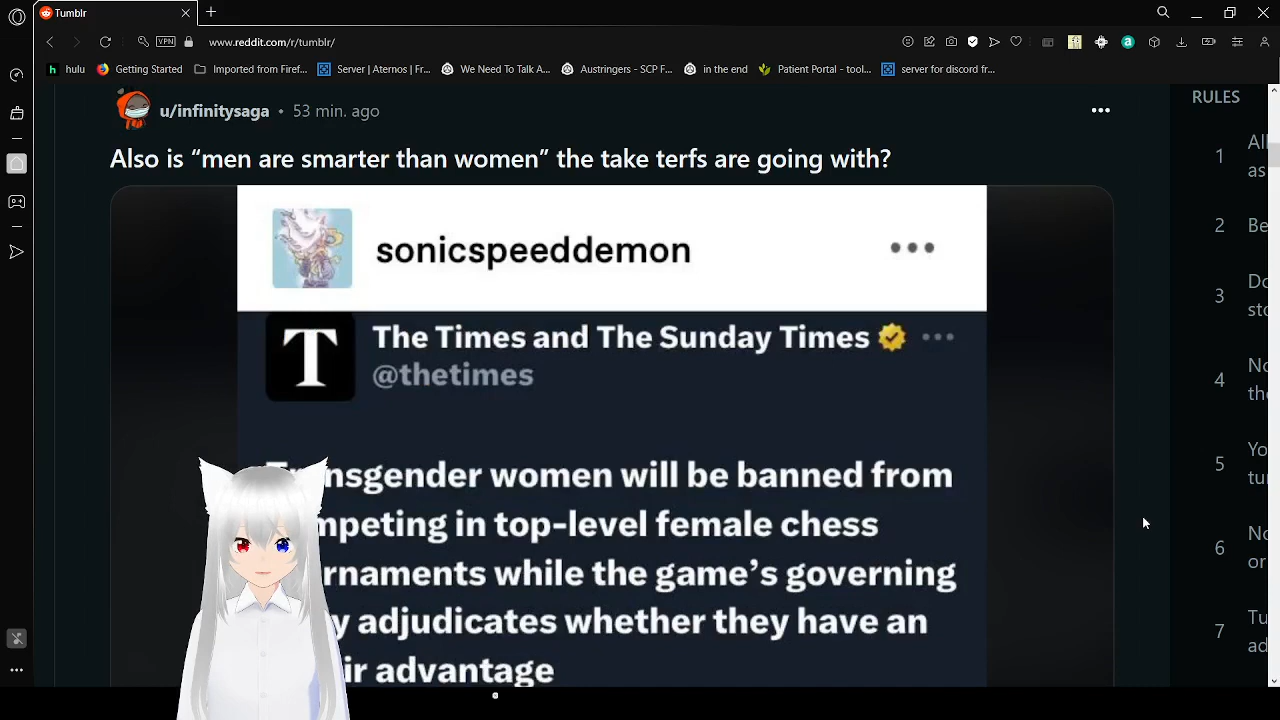 Tumblr
VPN
www.reddit.com/r/tumblr/
hulu
Getting Started
Imported from Firef...
Server | Aternos | Fr...
We Need To Talk A...
Austringers - SCP F...
in the end
Patient Portal - tool...
server for discord fr...
u/infinitysaga • 53 min. ago
Also is “men are smarter than women” the take terfs are going with?
sonicspeeddemon
T
The Times and The Sunday Times
@thetimes
women will be banned from
in top-level female chess
while the game’s governing
adjudicates whether they have an
advantage
RULES
1
as
2
Be
3
4
5
6
or
7